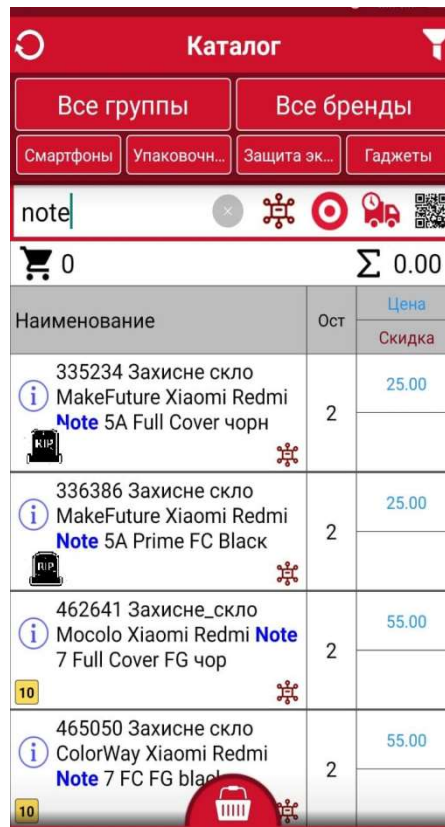 Каталог
Все группы
Все бренды
Смартфоны
Упаковочн...
Защита эк...
Гаджеты
note
0
Σ 0.00
Наименование
Ост
Цена
Скидка
335234 Захисне скло
MakeFuture Xiaomi Redmi
Note 5A Full Cover чорн
RIP
2
25.00
336386 Захисне скло
MakeFuture Xiaomi Redmi
Note 5A Prime FC Black
RIP
2
25.00
462641 Захисне_скло
Mocolo Xiaomi Redmi Note
7 Full Cover FG чор
10
2
55.00
465050 Захисне скло
ColorWay Xiaomi Redmi
Note 7 FC FG black
10
2
55.00